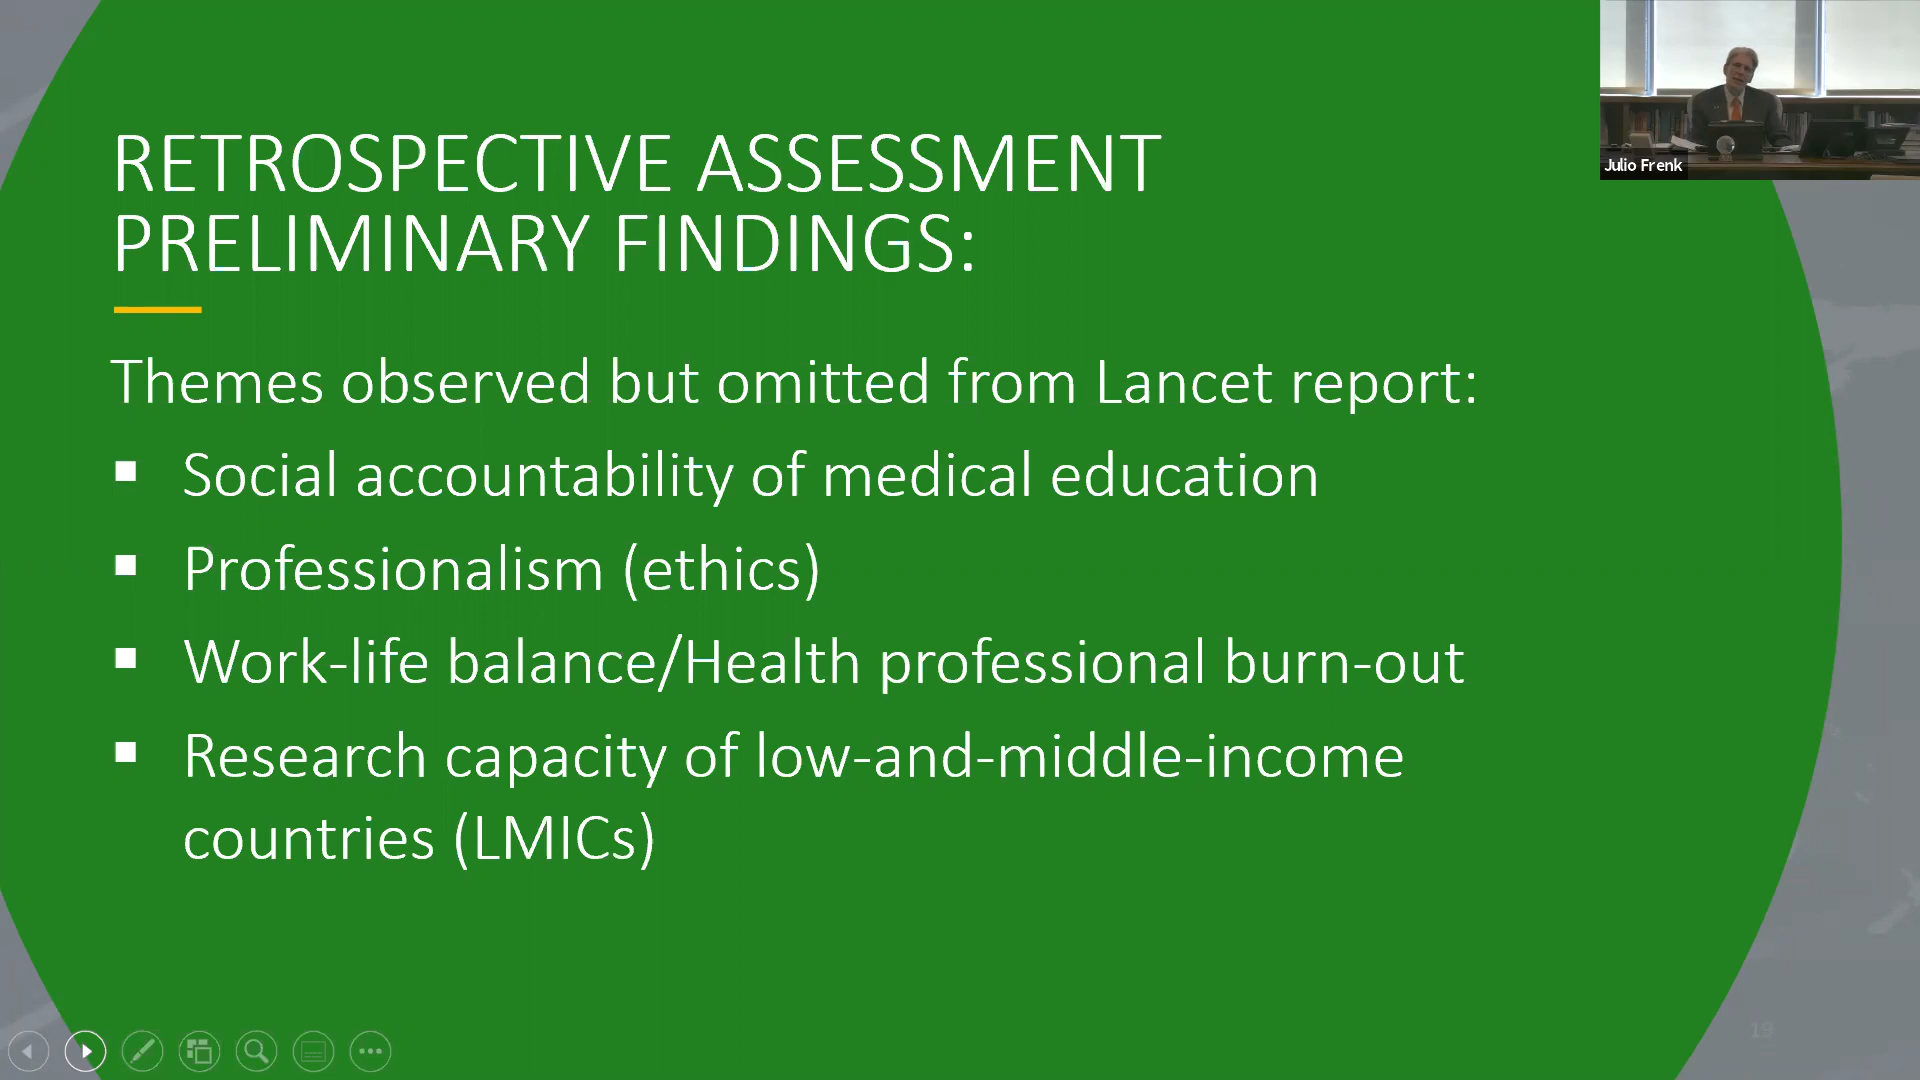 Julio Frenk
RETROSPECTIVE ASSESSMENT
PRELIMINARY FINDINGS:
Themes observed but omitted from Lancet report:
▪ Social accountability of medical education
▪ Professionalism (ethics)
▪ Work-life balance/Health professional burn-out
▪ Research capacity of low-and-middle-income
countries (LMICs)
19